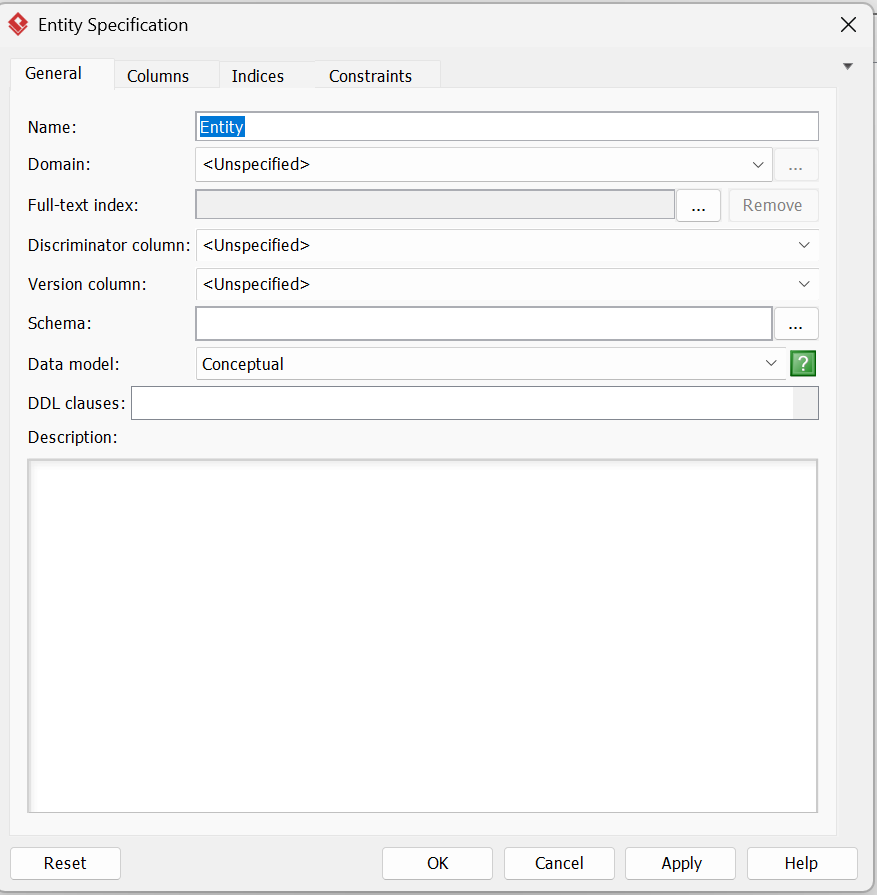 Entity Specification
General Columns Indices Constraints
Name: Entity
Domain: <Unspecified> ...
Full-text index: ... Remove
Discriminator column: <Unspecified>
Version column: <Unspecified>
Schema: ...
Data model: Conceptual ?
DDL clauses:
Description:
Reset OK Cancel Apply Help